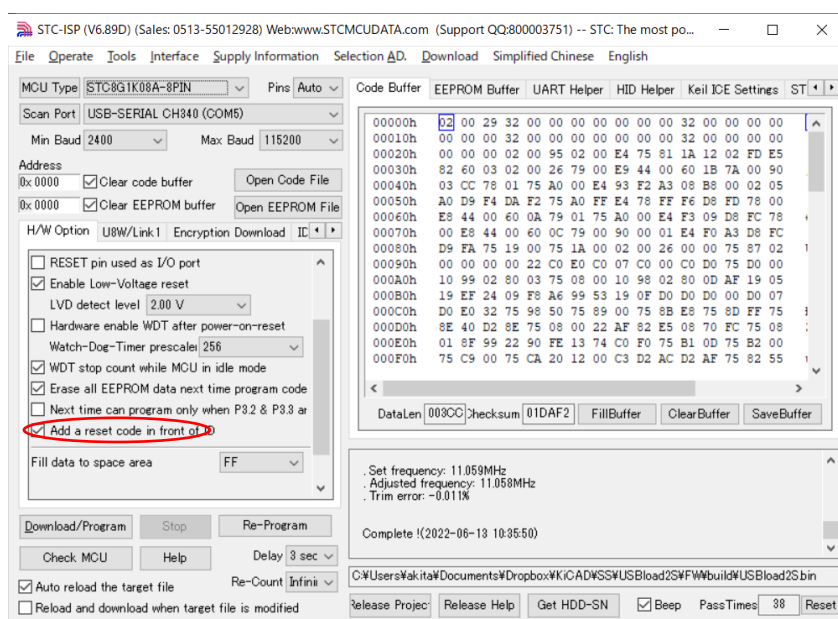 STC-ISP (V6.89D) (Sales: 0513-55012928) Web:www.STCMCUDATA.com (Support QQ:800003751) -- STC: The most po...
File Operate Tools Interface Supply Information Selection AD. Download Simplified Chinese English
MCU Type STC8G1K08A-8PIN Pins Auto
Scan Port USB-SERIAL CH340 (COM5)
Min Baud 2400 Max Baud 115200
Address
0x 0000 Clear code buffer Open Code File
0x 0000 Clear EEPROM buffer Open EEPROM File
H/W Option U8W/Link1 Encryption Download
RESET pin used as I/O port
Enable Low-Voltage reset
LVD detect level 2.00 V
Hardware enable WDT after power-on-reset
Watch-Dog-Timer prescaler 256
WDT stop count while MCU in idle mode
Erase all EEPROM data next time program code
Next time can program only when P3.2 & P3.3 ar
Add a reset code in front of ID
Fill data to space area FF
Download/Program Stop Re-Program
Check MCU Help Delay 3 sec
Auto reload the target file Re-Count Infinii
Reload and download when target file is modified
Code Buffer EEPROM Buffer UART Helper HID Helper Keil ICE Settings ST
00000h 02 00 29 32 00 00 00 00 00 00 00 32 00 00 00 00
00010h 00 00 00 32 00 00 00 00 00 00 00 32 00 00 00 00
00020h 00 00 00 02 00 95 02 00 E4 75 81 1A 12 02 FD E5
00030h 82 60 03 02 00 26 79 00 E9 44 00 60 1B 7A 00 90
00040h 03 CC 78 01 75 A0 00 E4 93 F2 A3 08 B8 00 02 05
00050h A0 D9 F4 DA F2 75 A0 FF E4 78 FF F6 D8 FD 78 00
00060h E8 44 00 60 0A 79 01 75 A0 00 E4 F3 09 D8 FC 78
00070h 00 E8 44 00 60 0C 79 00 90 00 01 E4 F0 A3 D8 FC
00080h D9 FA 75 19 00 75 1A 00 02 00 26 00 00 75 87 02
00090h 00 00 00 00 22 C0 E0 C0 07 C0 00 C0 D0 75 D0 00
000A0h 10 99 02 80 03 75 08 00 10 98 02 80 0D AF 19 05
000B0h 19 EF 24 09 F8 A6 99 53 19 0F D0 D0 D0 00 D0 07
000C0h D0 E0 32 75 98 50 75 89 00 75 8B E8 75 8D FF 75
000D0h 8E 40 D2 8E 75 08 00 22 AF 82 E5 08 70 FC 75 08
000E0h 01 8F 99 22 90 FE 13 74 C0 F0 75 B1 0D 75 B2 00
000F0h 75 C9 00 75 CA 20 12 00 C3 D2 AC D2 AF 75 82 55
DataLen 003CC Checksum 01DAF2 FillBuffer ClearBuffer SaveBuffer
. Set frequency: 11.059MHz
. Adjusted frequency: 11.058MHz
. Trim error: -0.011%
Complete !(2022-06-13 10:35:50)
C:¥Users¥akita¥Documents¥Dropbox¥KiCAD¥SS¥USBload2S¥FW¥build¥USBload2S.bin
Release Projec Release Help Get HDD-SN Beep PassTimes 38 Reset